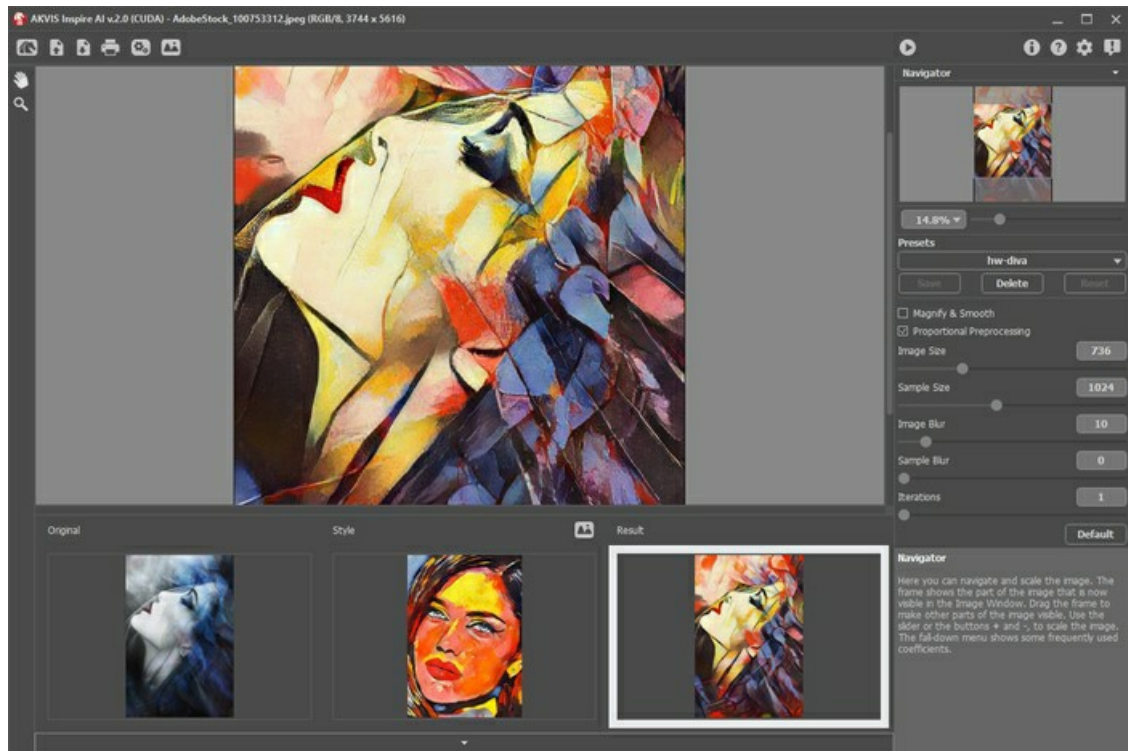 AKVIS Inspire AI v.2.0 (CUDA) - AdobeStock_100753312.jpeg (RGB/8, 3744 x 5616)
Navigator
14.8%
Presets
hw-diva
Save Delete Reset
Magnify & Smooth
Proportional Preprocessing
Image Size 736
Sample Size 1024
Image Blur 10
Sample Blur 0
Iterations 1
Default
Original Style Result
Navigator
Here you can navigate and scale the image. The
frame shows the part of the image that is now
visible in the Image Window. Drag the frame to
make other parts of the image visible. Use the
slider or the buttons + and -, to scale the image.
The fall-down menu shows some frequently used
coefficients.